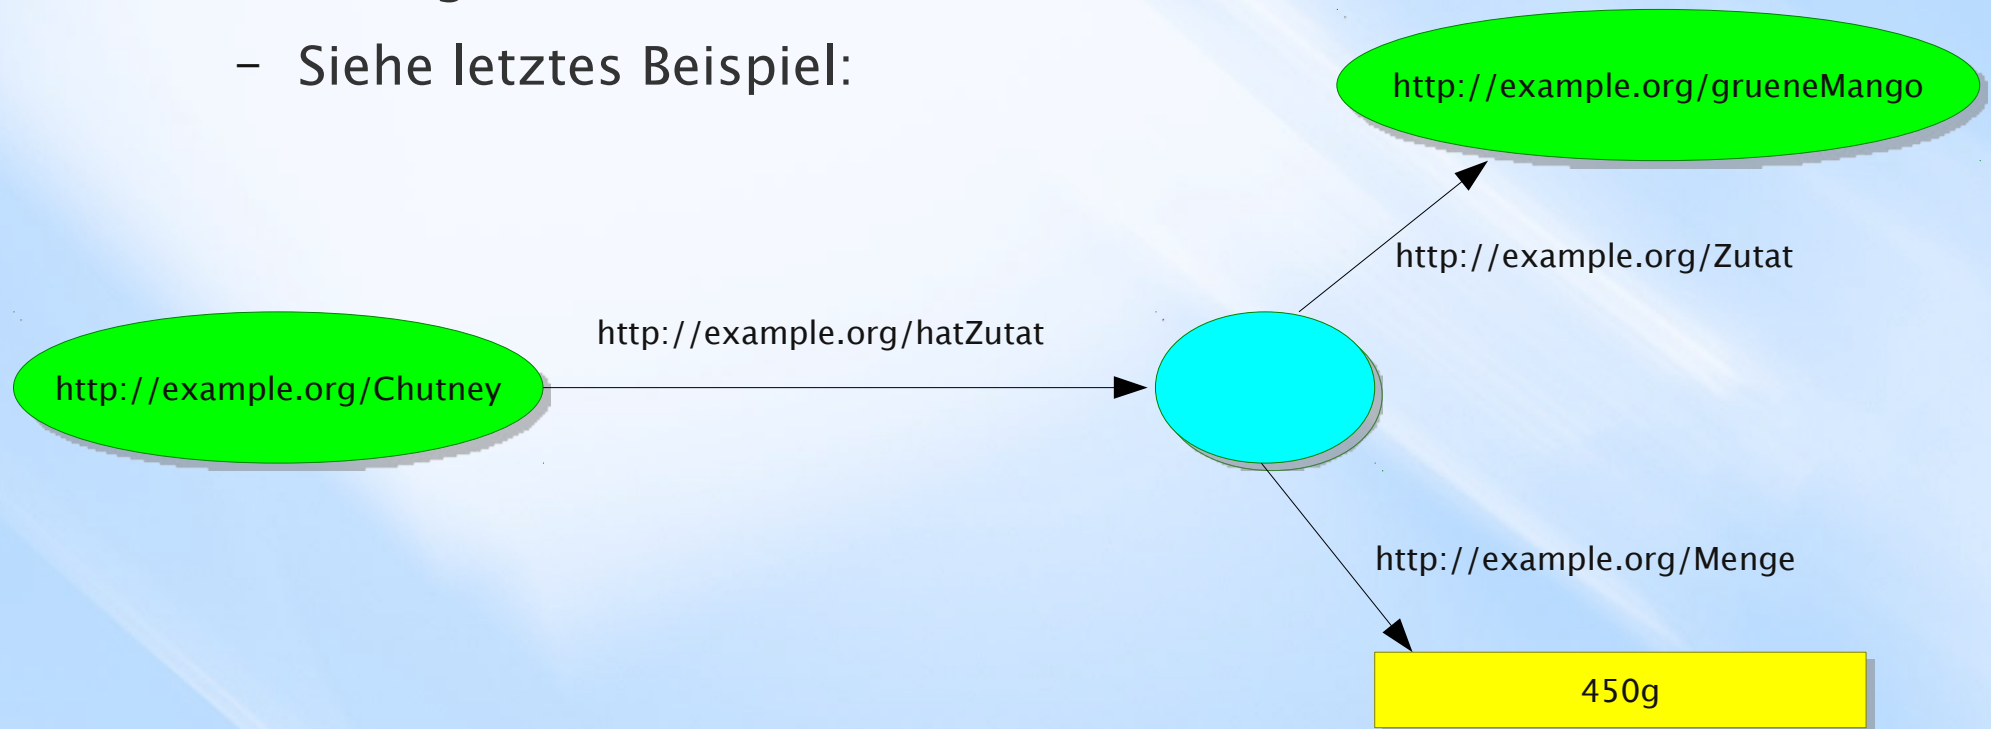 – Siehe letztes Beispiel:
http://example.org/grueneMango
http://example.org/Zutat
http://example.org/hatZutat
http://example.org/Chutney
http://example.org/Menge
450g